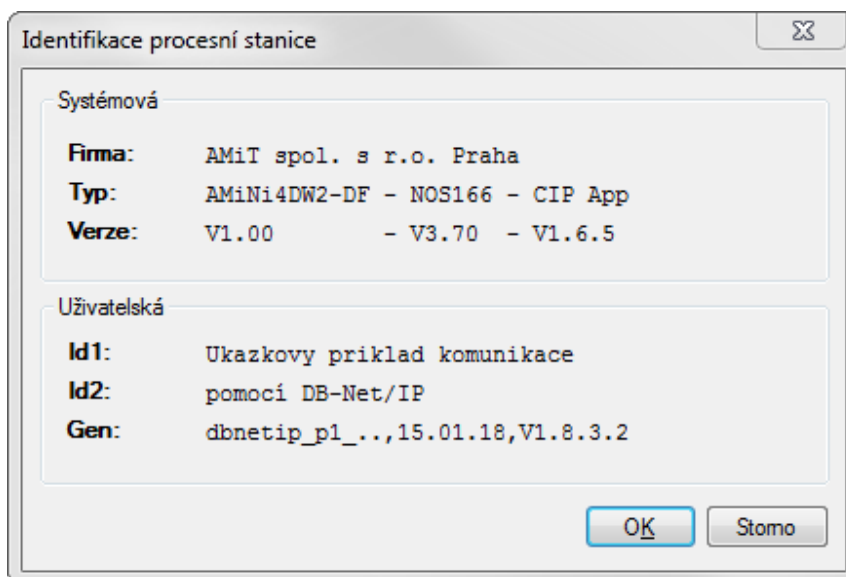 Identifikace procesní stanice
Systémová
Firma: AMiT spol. s r.o. Praha
Typ: AMiNi4DW2-DF - NOS166 - CIP App
Verze: V1.00 - V3.70 - V1.6.5
Uživatelská
Id1: Ukazkovy priklad komunikace
Id2: pomocí DB-Net/IP
Gen: dbnetip_p1_..,15.01.18,V1.8.3.2
OK Storno